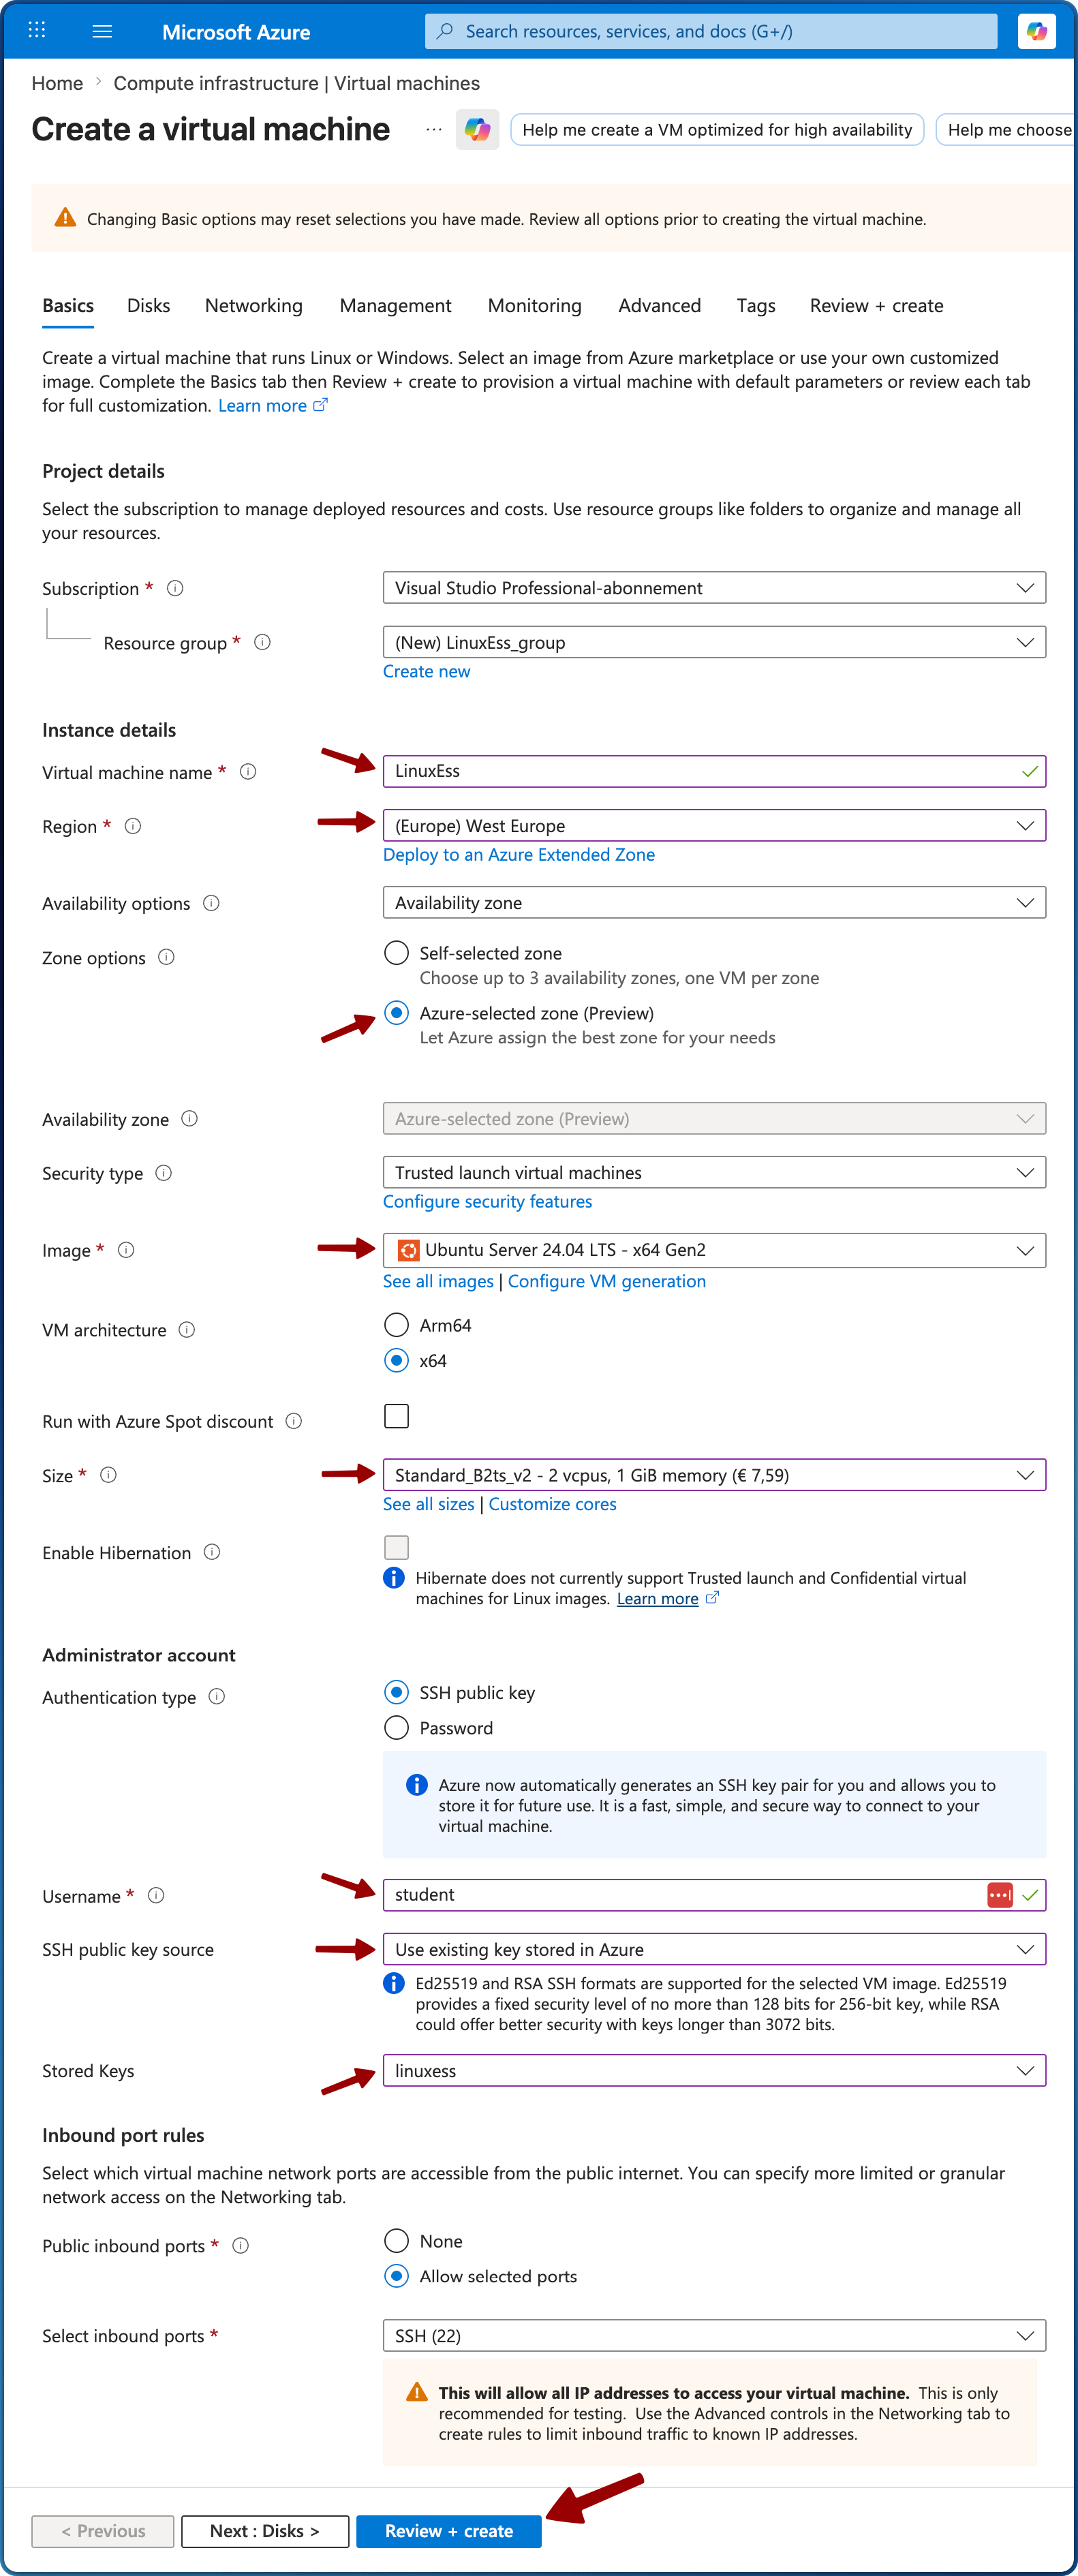 Microsoft Azure
Search resources, services, and docs (G+/)
Home > Compute infrastructure | Virtual machines
Create a virtual machine
...
Help me create a VM optimized for high availability
Help me choose
Changing Basic options may reset selections you have made. Review all options prior to creating the virtual machine.
Basics Disks Networking Management Monitoring Advanced Tags Review + create
Create a virtual machine that runs Linux or Windows. Select an image from Azure marketplace or use your own customized
image. Complete the Basics tab then Review + create to provision a virtual machine with default parameters or review each tab
for full customization. Learn more
Project details
Select the subscription to manage deployed resources and costs. Use resource groups like folders to organize and manage all
your resources.
Subscription *
Visual Studio Professional-abonnement
Resource group *
(New) LinuxEss_group
Create new
Instance details
Virtual machine name *
LinuxEss
Region *
(Europe) West Europe
Deploy to an Azure Extended Zone
Availability options
Availability zone
Zone options
Self-selected zone
Choose up to 3 availability zones, one VM per zone
Azure-selected zone (Preview)
Let Azure assign the best zone for your needs
Availability zone
Azure-selected zone (Preview)
Security type
Trusted launch virtual machines
Configure security features
Image *
Ubuntu Server 24.04 LTS - x64 Gen2
See all images | Configure VM generation
VM architecture
Arm64
x64
Run with Azure Spot discount
Size *
Standard_B2ts_v2 - 2 vcpus, 1 GiB memory (€ 7,59)
See all sizes | Customize cores
Enable Hibernation
Hibernate does not currently support Trusted launch and Confidential virtual
machines for Linux images. Learn more
Administrator account
Authentication type
SSH public key
Password
Azure now automatically generates an SSH key pair for you and allows you to
store it for future use. It is a fast, simple, and secure way to connect to your
virtual machine.
Username *
student
SSH public key source
Use existing key stored in Azure
Ed25519 and RSA SSH formats are supported for the selected VM image. Ed25519
provides a fixed security level of no more than 128 bits for 256-bit key, while RSA
could offer better security with keys longer than 3072 bits.
Stored Keys
linuxess
Inbound port rules
Select which virtual machine network ports are accessible from the public internet. You can specify more limited or granular
network access on the Networking tab.
Public inbound ports *
None
Allow selected ports
Select inbound ports *
SSH (22)
This will allow all IP addresses to access your virtual machine. This is only
recommended for testing. Use the Advanced controls in the Networking tab to
create rules to limit inbound traffic to known IP addresses.
< Previous
Next : Disks >
Review + create